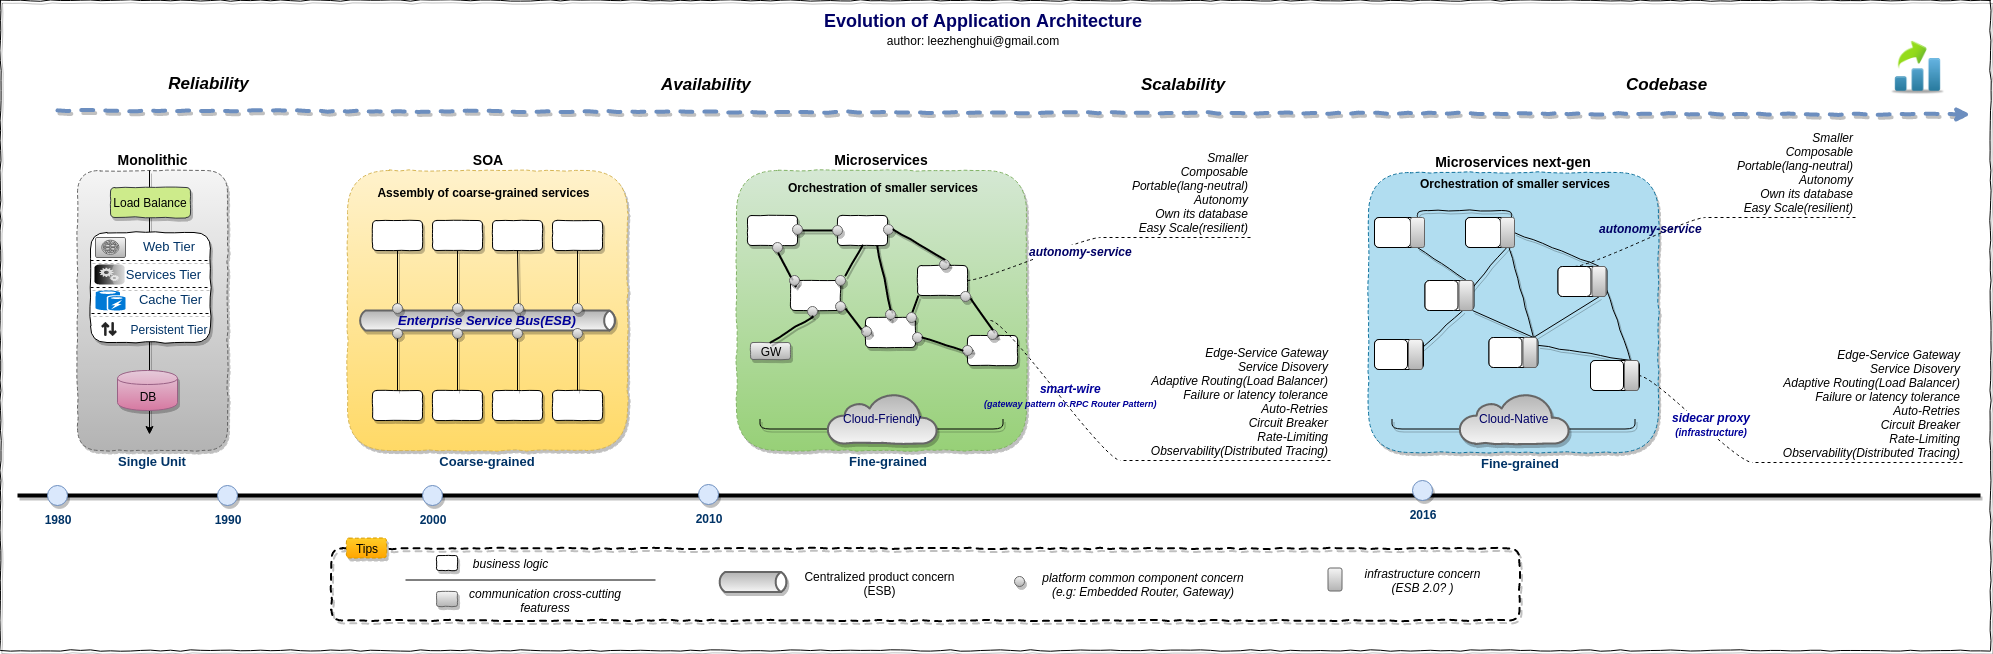 Evolution of Application Architecture
author: leezhenghui@gmail.com
Reliability
Availability
Scalability
Codebase
Monolithic
Load Balance
Web Tier
Services Tier
Cache Tier
Persistent Tier
DB
Single Unit
SOA
Assembly of coarse-grained services
Enterprise Service Bus(ESB)
Coarse-grained
Microservices
Orchestration of smaller services
GW
Cloud-Friendly
Fine-grained
Smaller
Composable
Portable(lang-neutral)
Autonomy
Own its database
Easy Scale(resilient)
autonomy-service
smart-wire
(gateway pattern or RPC Router Pattern)
Edge-Service Gateway
Service Disovery
Adaptive Routing(Load Balancer)
Failure or latency tolerance
Auto-Retries
Circuit Breaker
Rate-Limiting
Observability(Distributed Tracing)
Microservices next-gen
Orchestration of smaller services
Cloud-Native
Fine-grained
Smaller
Composable
Portable(lang-neutral)
Autonomy
Own its database
Easy Scale(resilient)
autonomy-service
sidecar proxy
(infrastructure)
Edge-Service Gateway
Service Disovery
Adaptive Routing(Load Balancer)
Failure or latency tolerance
Auto-Retries
Circuit Breaker
Rate-Limiting
Observability(Distributed Tracing)
1980
1990
2000
2010
2016
Tips
business logic
communication cross-cutting
featuress
Centralized product concern
(ESB)
platform common component concern
(e.g: Embedded Router, Gateway)
infrastructure concern
(ESB 2.0? )